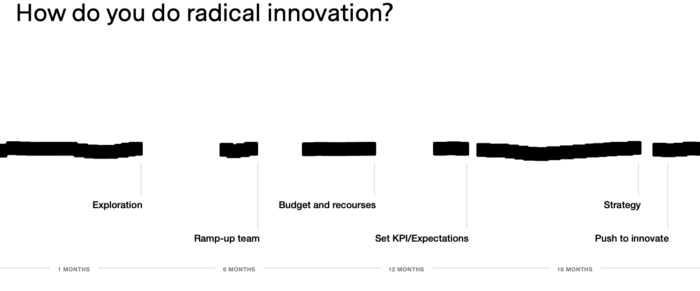 How do you do radical innovation?
Exploration
Budget and recourses
Strategy
Ramp-up team
Set KPI/Expectations
Push to innovate
1 MONTHS
6 MONTHS
12 MONTHS
18 MONTHS